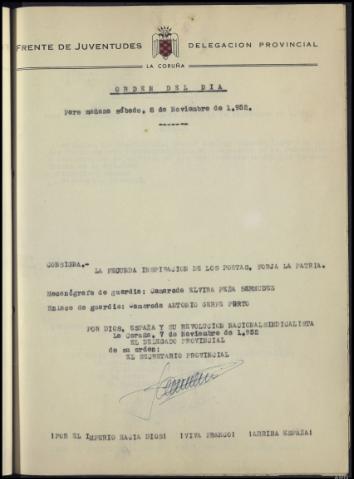 FRENTE DE JUVENTUDES DELEGACION PROVINCIAL
LA CORUÑA
ORDEN DEL DIA
Para mañana sábado, 8 de Noviembre de 1.952.
CONSIGNA.-
LA FECUNDA INSPIRACION DE LOS POETAS, FORJA LA PATRIA.
Mecanógrafa de guardia: Camarada ELVIRA PEÑA BERMUDEZ
Enlace de guardia: Camarada ANTONIO SERPE PORTO
POR DIOS, ESPAÑA Y SU REVOLUCION NACIONALSINDICALISTA
La Coruña, 7 de Noviembre de 1.952
EL DELEGADO PROVINCIAL
de su orden:
EL SECRETARIO PROVINCIAL
¡POR EL IMPERIO HACIA DIOS! ¡VIVA FRANCO! ¡ARRIBA ESPAÑA!